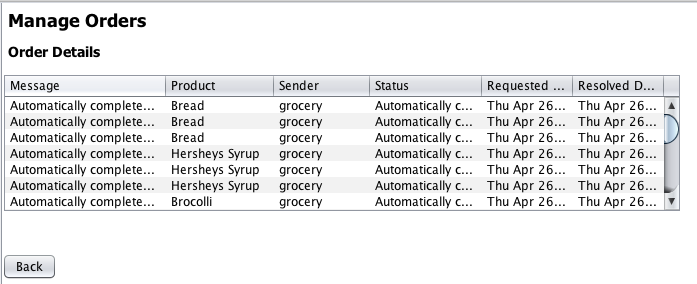 Manage Orders
Order Details
Message Product Sender Status Requested ... Resolved D...
Automatically complete... Bread grocery Automatically c... Thu Apr 26... Thu Apr 26...
Automatically complete... Bread grocery Automatically c... Thu Apr 26... Thu Apr 26...
Automatically complete... Bread grocery Automatically c... Thu Apr 26... Thu Apr 26...
Automatically complete... Hersheys Syrup grocery Automatically c... Thu Apr 26... Thu Apr 26...
Automatically complete... Hersheys Syrup grocery Automatically c... Thu Apr 26... Thu Apr 26...
Automatically complete... Hersheys Syrup grocery Automatically c... Thu Apr 26... Thu Apr 26...
Automatically complete... Brocolli grocery Automatically c... Thu Apr 26... Thu Apr 26...
Back